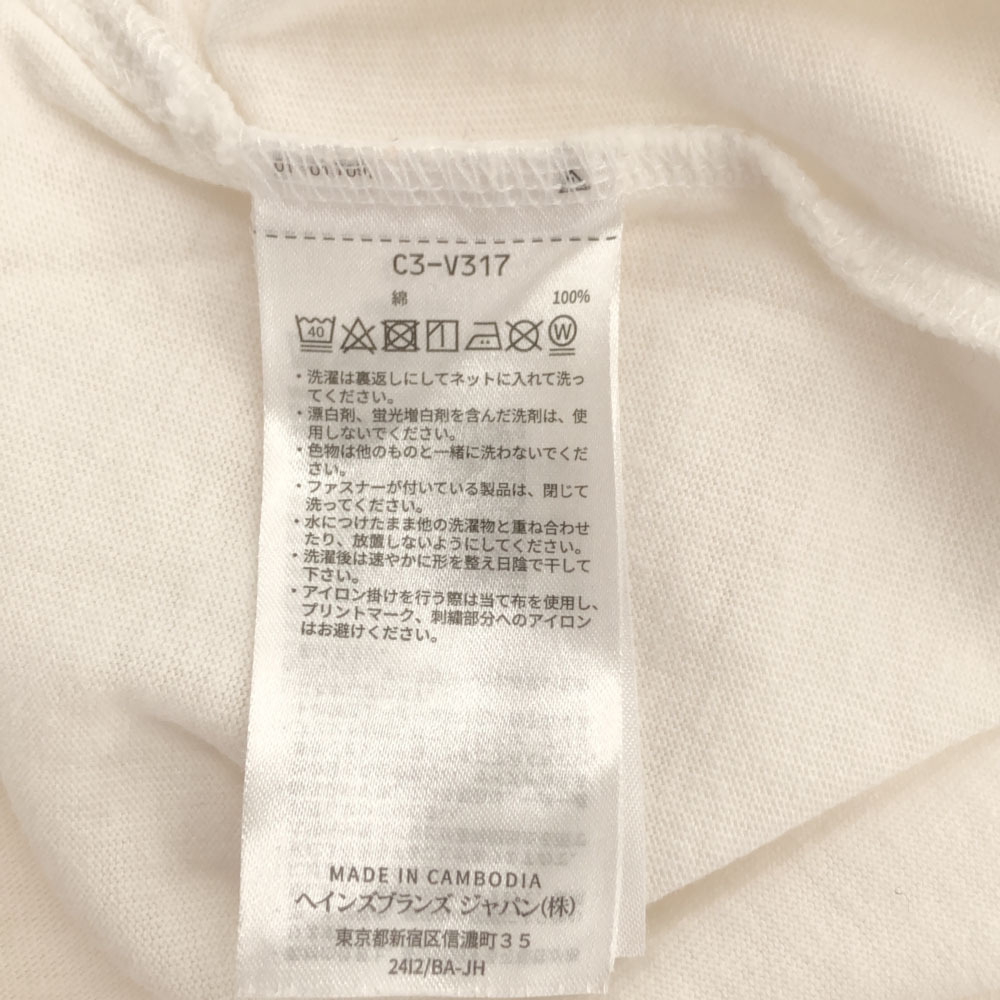 C3-V317
綿 100%
40 W
・洗濯は裏返しにしてネットに入れて洗っ
てください。
・漂白剤、蛍光増白剤を含んだ洗剤は、使
用しないでください。
・色物は他のものと一緒に洗わないでくだ
さい。
・ファスナーが付いている製品は、閉じて
洗ってください。
・水につけたまま他の洗濯物と重ね合わせ
たり、放置しないようにしてください。
・洗濯後は速やかに形を整え日陰で干して
下さい。
・アイロン掛けを行う際は当て布を使用し、
プリントマーク、刺繡部分へのアイロン
はお避けください。
MADE IN CAMBODIA
ヘインズブランズ ジャパン(株)
東京都新宿区信濃町３５
24I2/BA-JH